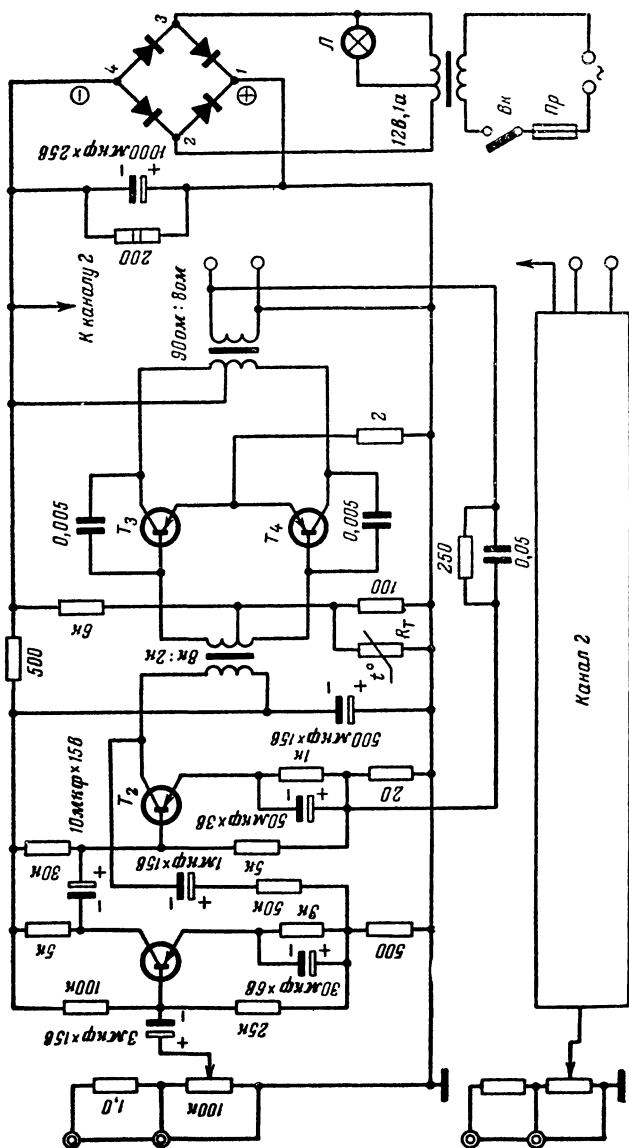 1,0
100к
3мкф×15в
100к
25к
5к
30мкф×6в
3к
500
10мкф×15в
1мкф×15в
50к
30к
Т2
5к
50мкф×3в
1к
20
500
8к:2к
500мкф×15в
6к
t°
Rт
100
0,005
Т3
Т4
0,005
2
250
0,05
К каналу 2
90ом:8ом
1000мкф×25в
200
4
3
2
1
Л
12в,1а
Вк
Пр
~
Канал 2